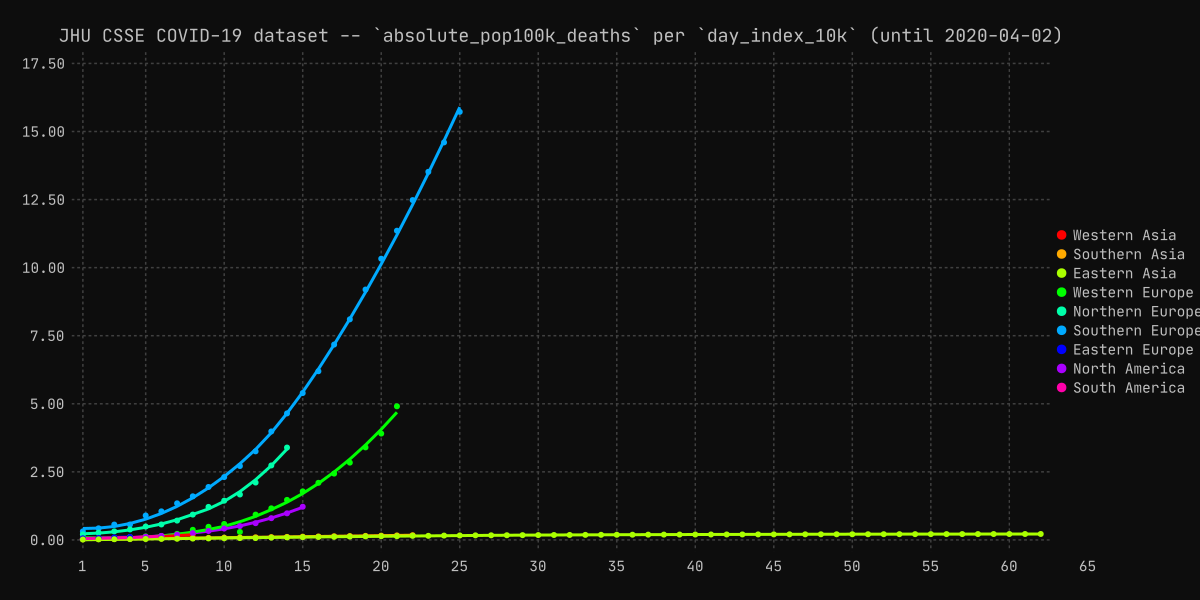 JHU CSSE COVID-19 dataset -- `absolute_pop100k_deaths` per `day_index_10k` (until 2020-04-02)
17.50
15.00
12.50
10.00
7.50
5.00
2.50
0.00
1 5 10 15 20 25 30 35 40 45 50 55 60 65
Western Asia
Southern Asia
Eastern Asia
Western Europe
Northern Europe
Southern Europe
Eastern Europe
North America
South America